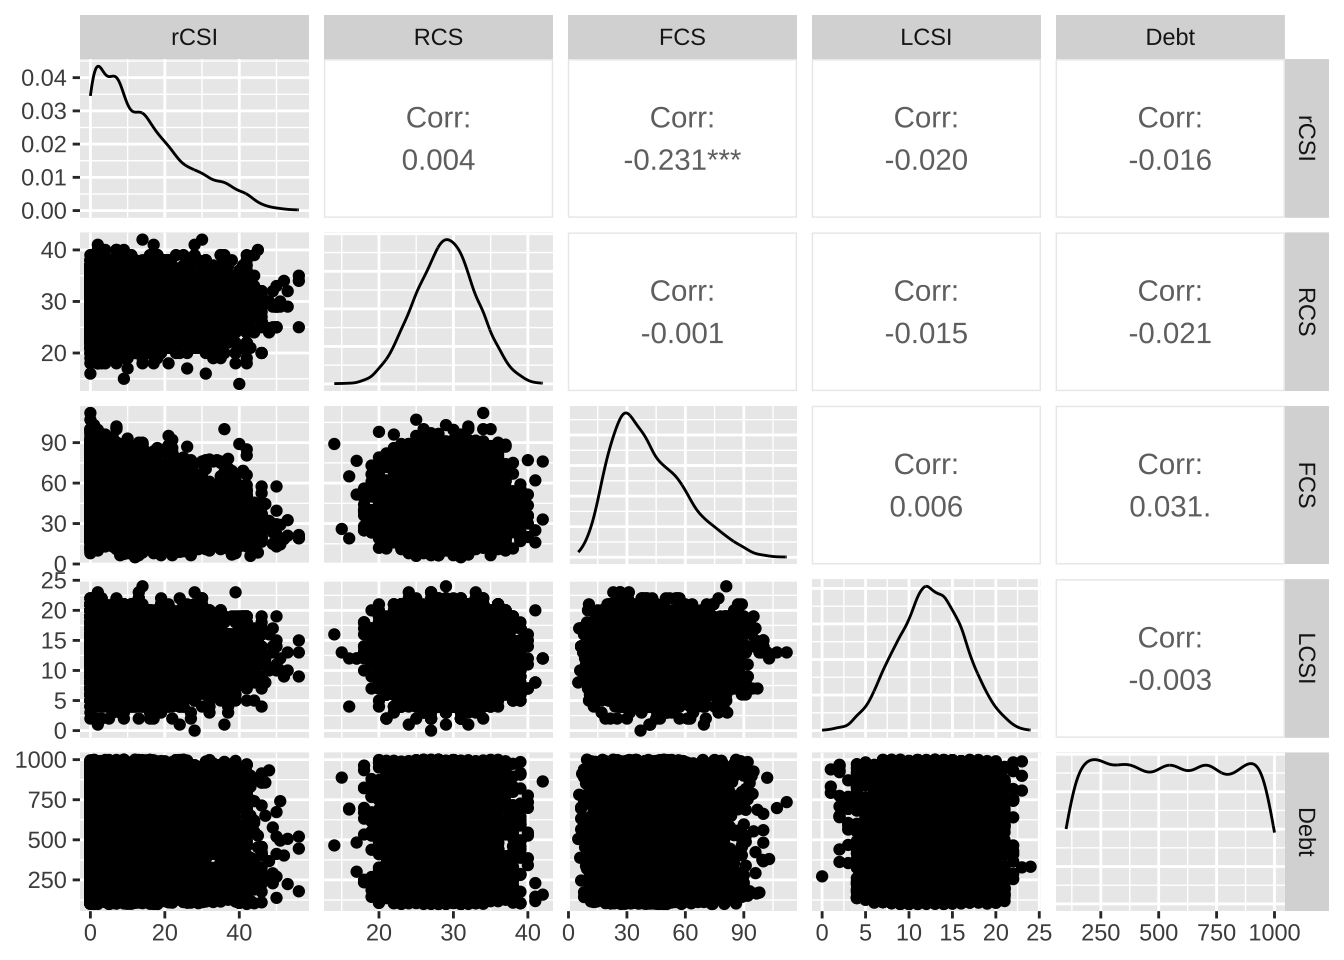 rCSI RCS FCS LCSI Debt
0.04
0.03
0.02
0.01
0.00
Corr:
0.004
Corr:
-0.231***
Corr:
-0.020
Corr:
-0.016
rCSI
40
30
20
Corr:
-0.001
Corr:
-0.015
Corr:
-0.021
RCS
90
60
30
0
Corr:
0.006
Corr:
0.031.
FCS
25
20
15
10
5
0
Corr:
-0.003
LCSI
1000
750
500
250
Debt
0 20 40 20 30 40 0 30 60 90 0 5 10 15 20 25 250 500 750 1000